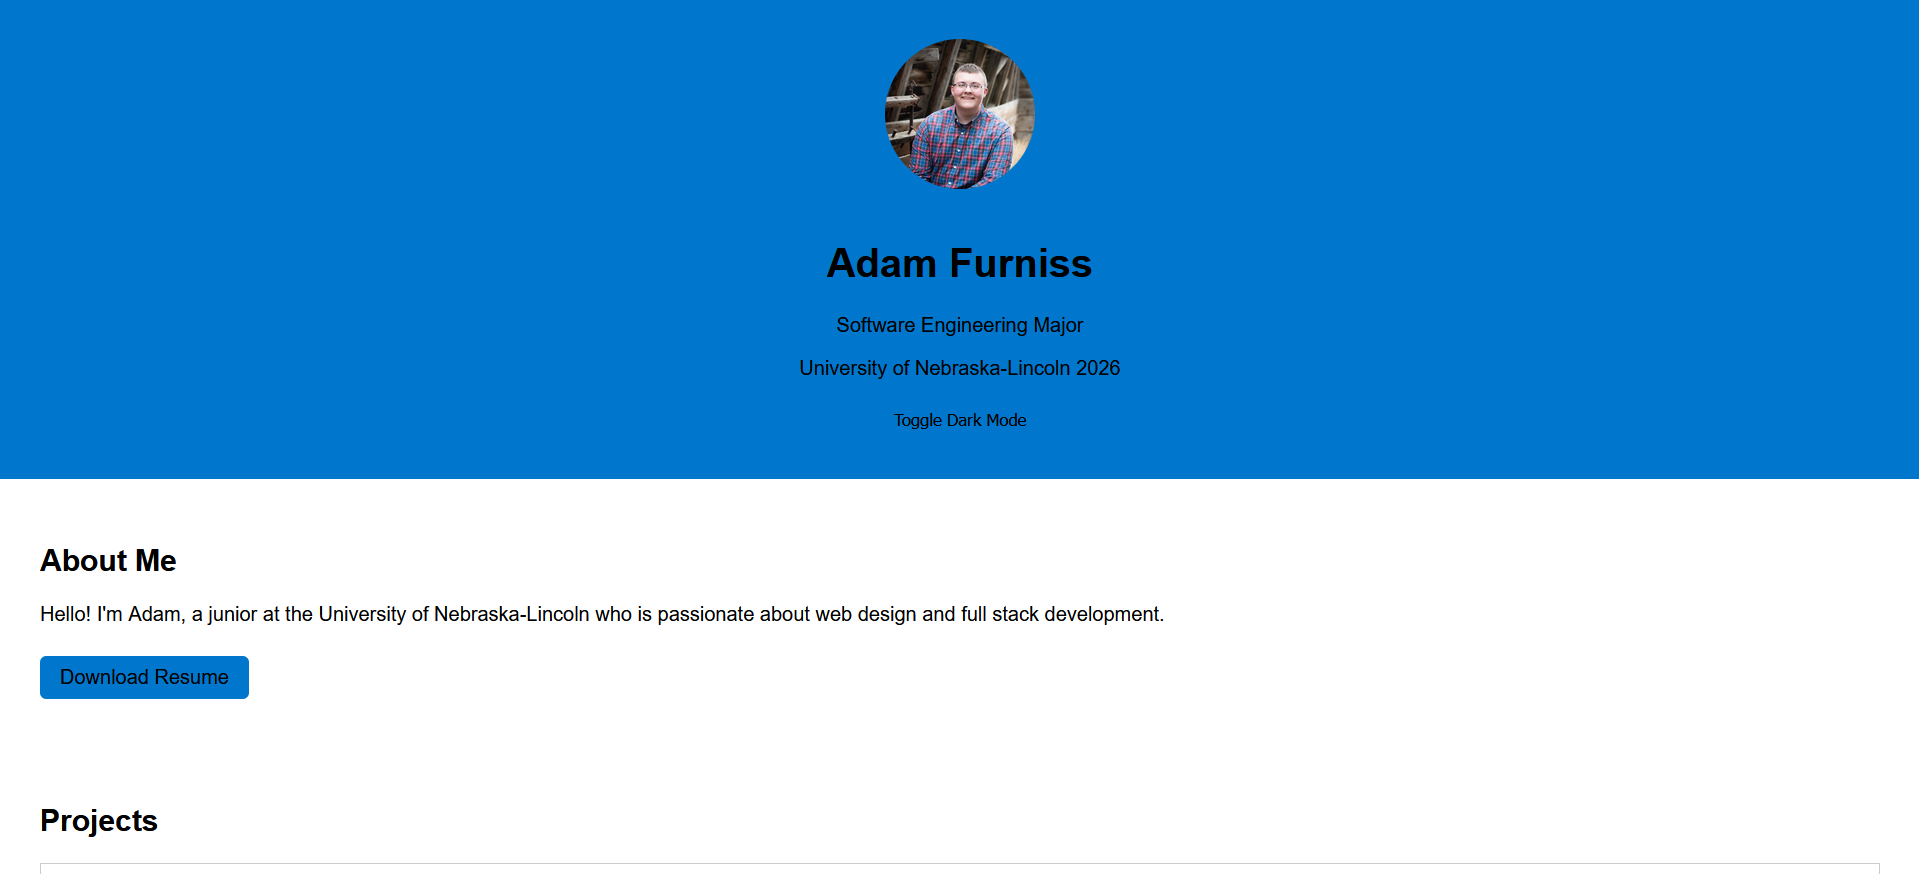 Adam Furniss
Software Engineering Major
University of Nebraska-Lincoln 2026
Toggle Dark Mode
About Me
Hello! I'm Adam, a junior at the University of Nebraska-Lincoln who is passionate about web design and full stack development.
Download Resume
Projects